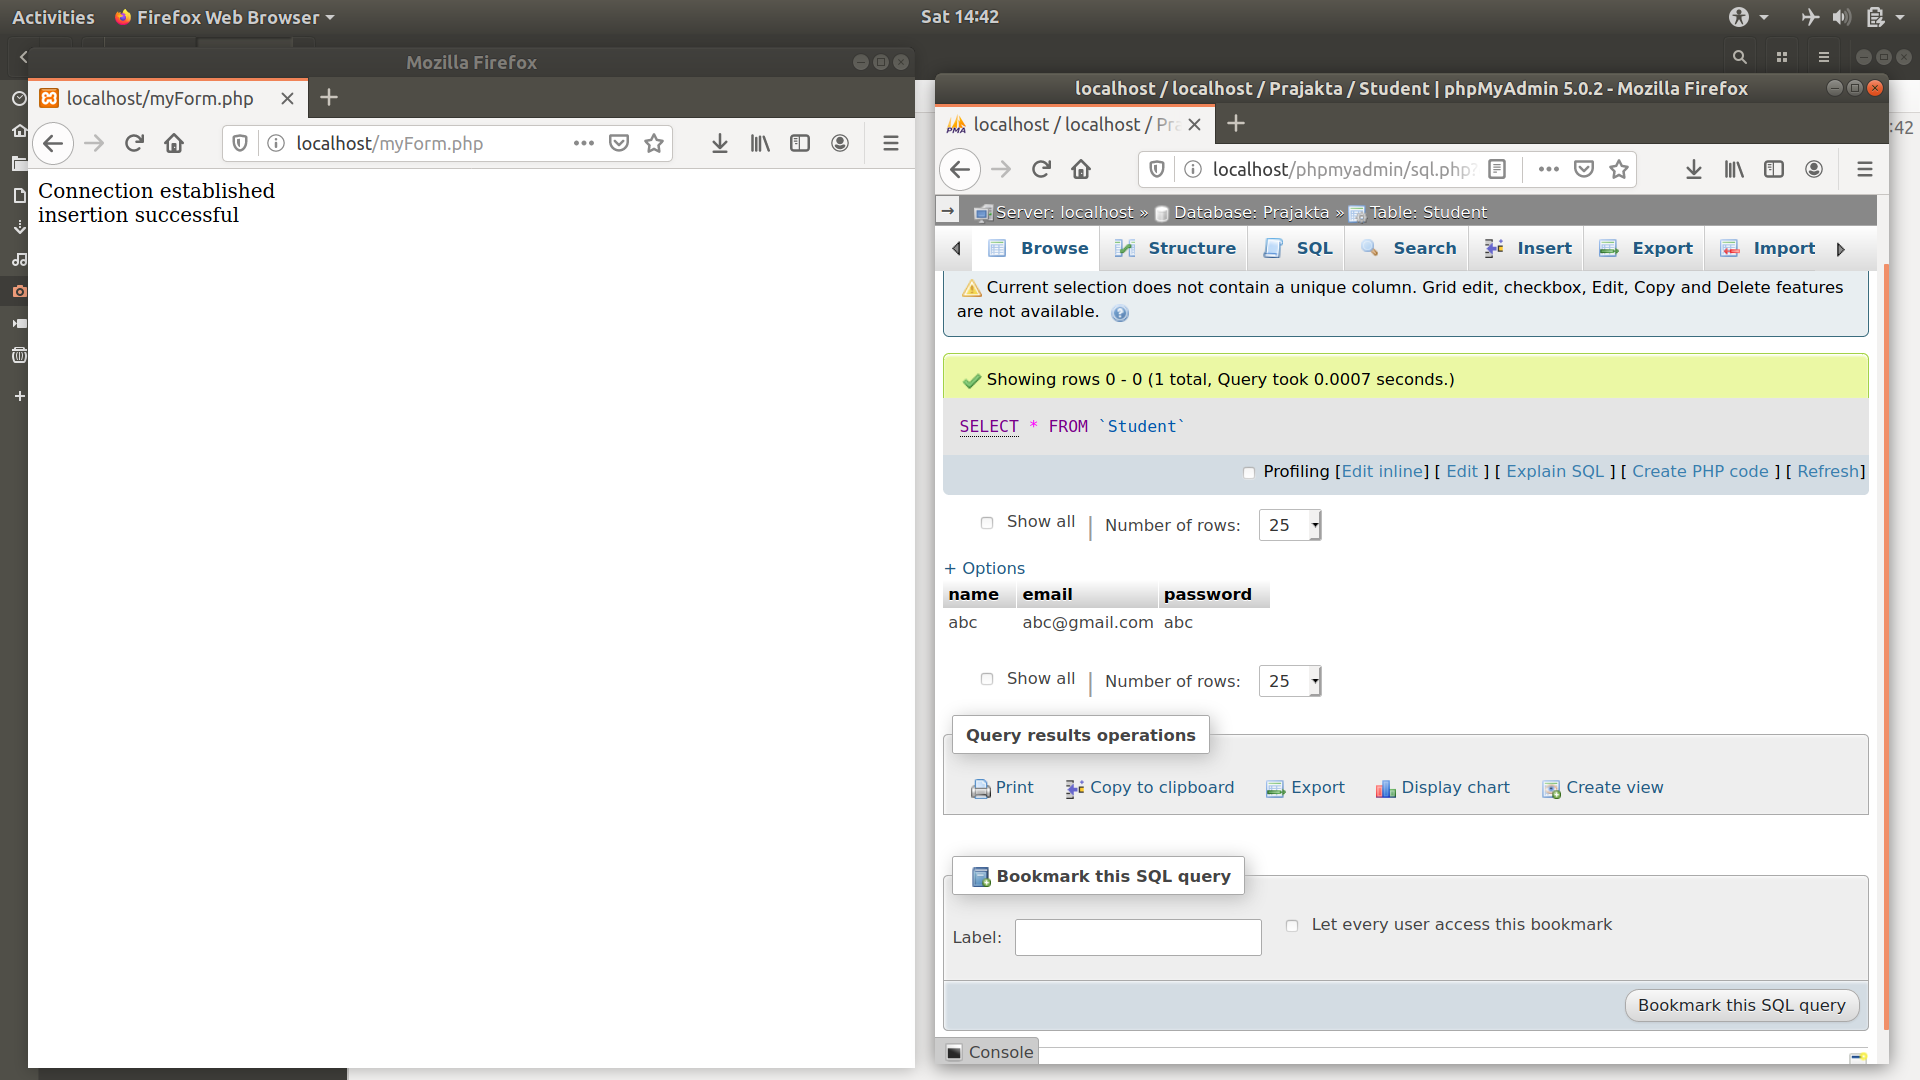 Activities
Firefox Web Browser
Sat 14:42
Mozilla Firefox
localhost/myForm.php
localhost/myForm.php
Connection established
insertion successful
localhost / localhost / Prajakta / Student | phpMyAdmin 5.0.2 - Mozilla Firefox
:42
PMA
localhost / localhost / Pra
localhost/phpmyadmin/sql.php?
Server: localhost » Database: Prajakta » Table: Student
Browse Structure SQL Search Insert Export Import
Current selection does not contain a unique column. Grid edit, checkbox, Edit, Copy and Delete features
are not available.
Showing rows 0 - 0 (1 total, Query took 0.0007 seconds.)
SELECT * FROM `Student`
Profiling [Edit inline] [ Edit ] [ Explain SQL ] [ Create PHP code ] [ Refresh]
Show all | Number of rows: 25
+ Options
name email password
abc abc@gmail.com abc
Show all | Number of rows: 25
Query results operations
Print Copy to clipboard Export Display chart Create view
Bookmark this SQL query
Label:
Let every user access this bookmark
Bookmark this SQL query
Console